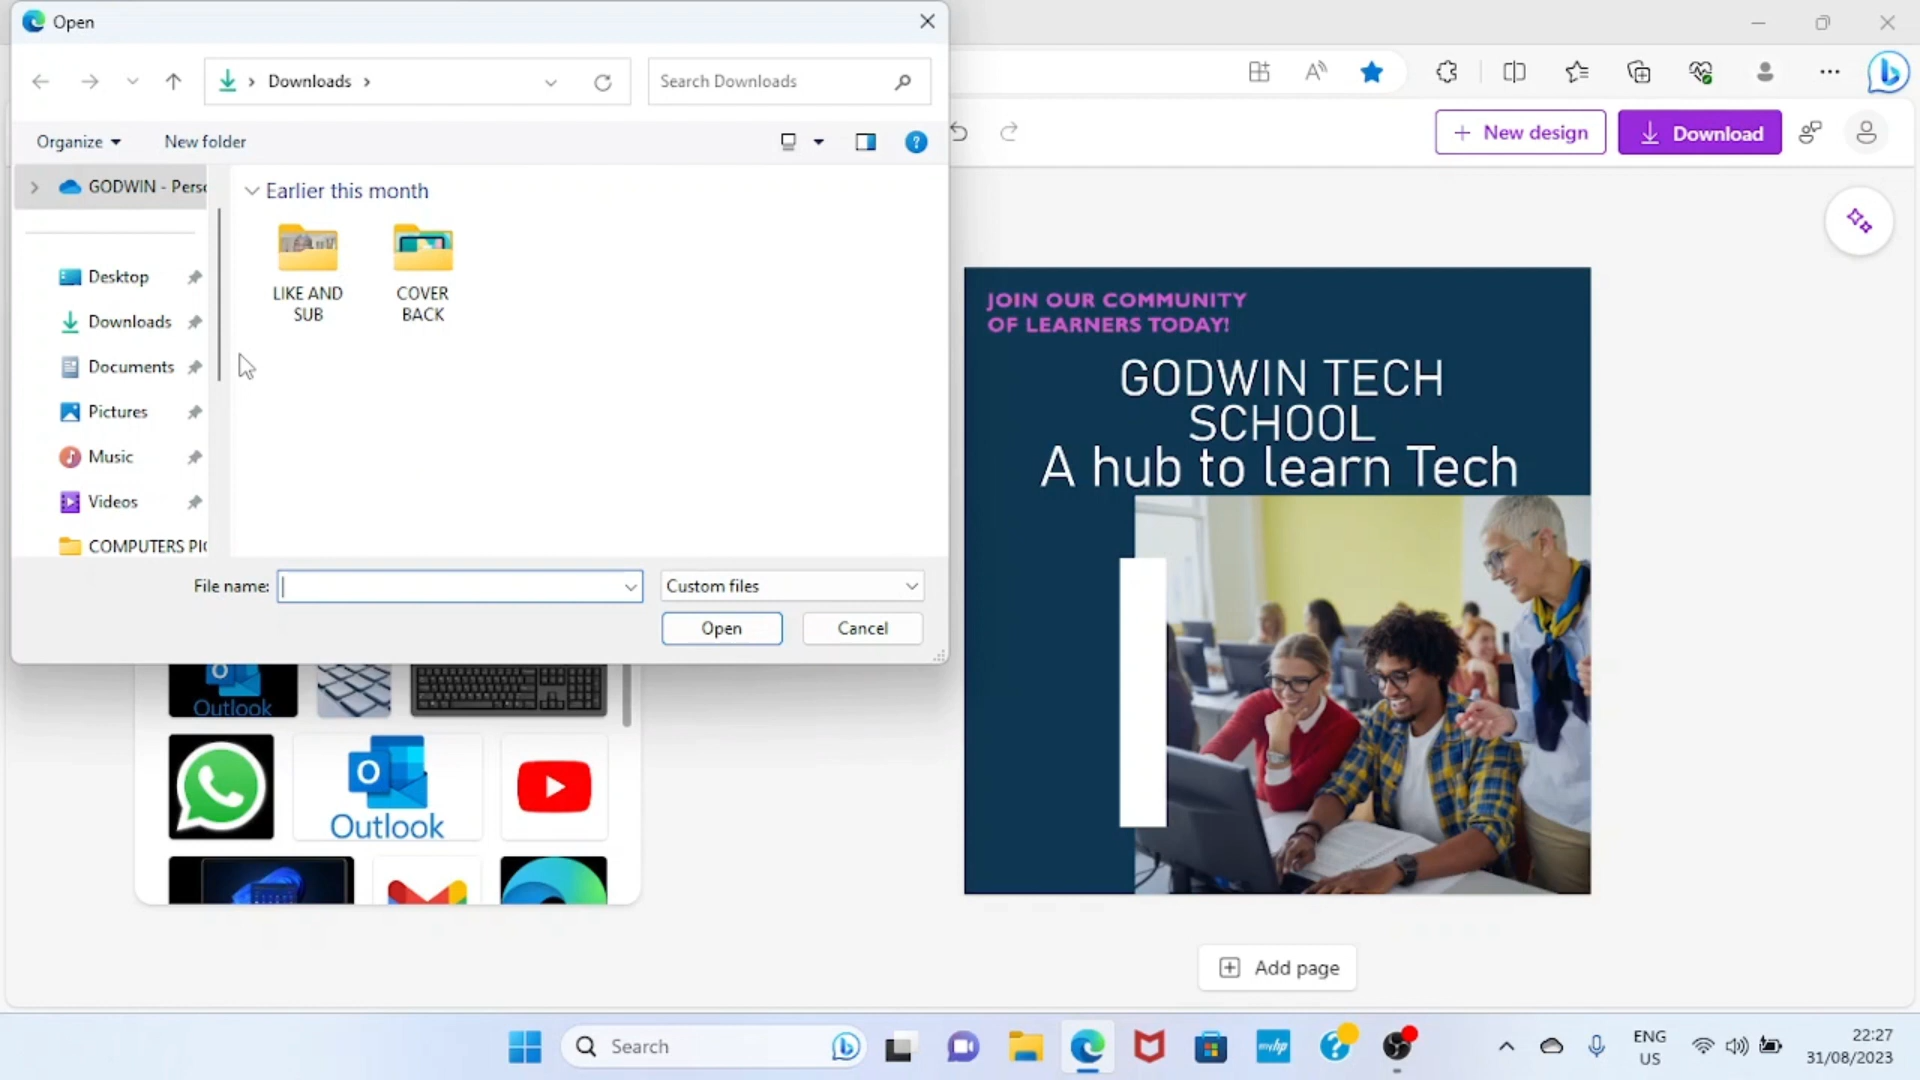 Open
Downloads
Search Downloads
Organize
New folder
GODWIN - Perso
Earlier this month
LIKE AND
SUB
COVER
BACK
Desktop
Downloads
Documents
Pictures
Music
Videos
COMPUTERS PIC
File name:
Custom files
Open
Cancel
New design
Download
JOIN OUR COMMUNITY
OF LEARNERS TODAY!
GODWIN TECH
SCHOOL
A hub to learn Tech
Outlook
Outlook
Add page
Search
myhp
ENG
US
22:27
31/08/2023